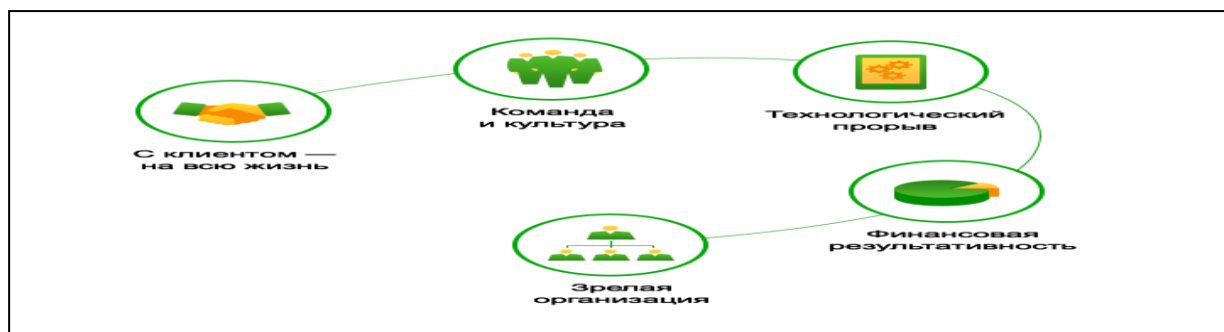 С клиентом —
на всю жизнь
Команда
и культура
Технологический
прорыв
Финансовая
результативность
Зрелая
организация